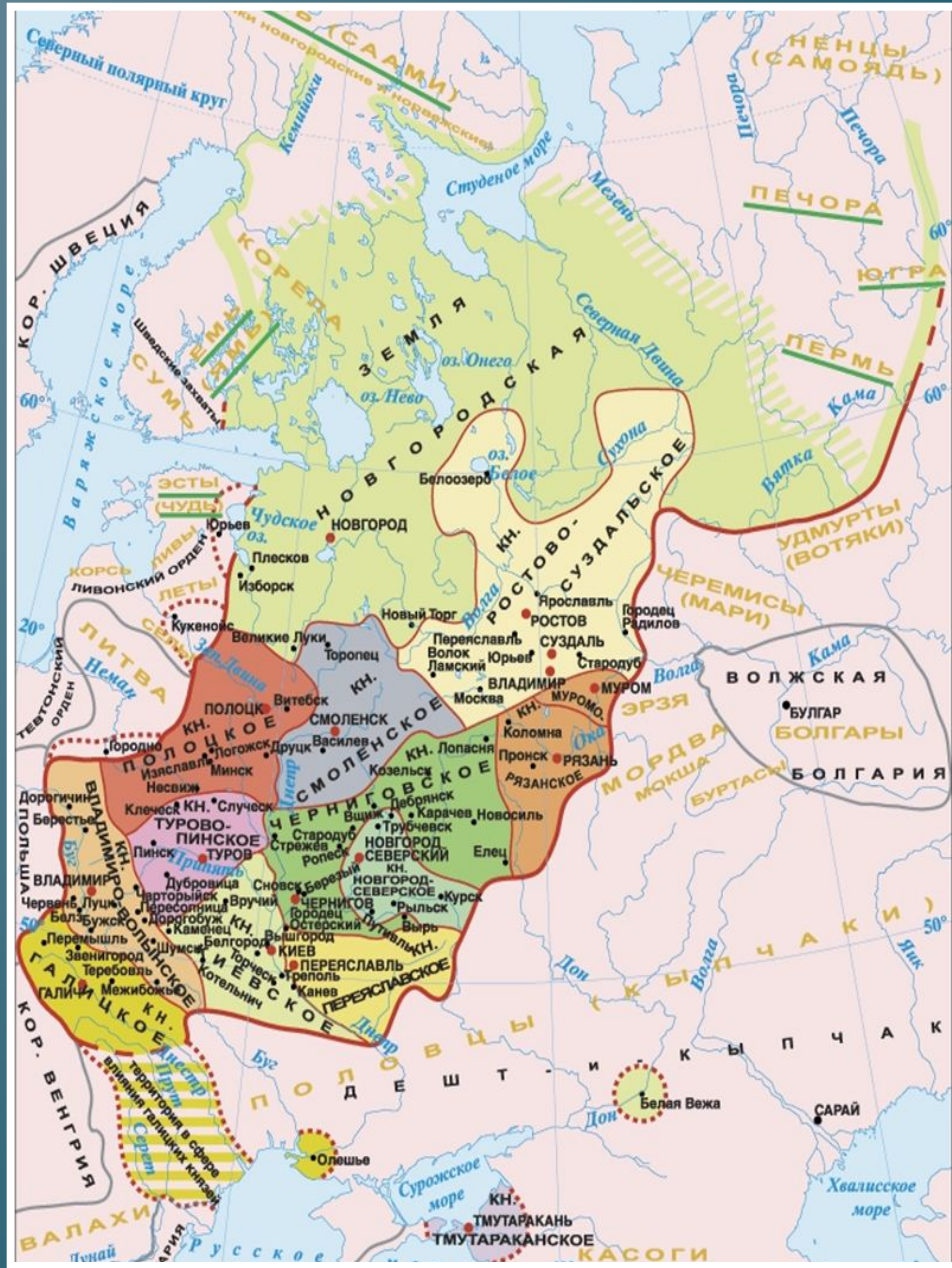 Северный полярный круг
(СААМИ)
новгородские и норвежские
НЕНЦЫ
(САМОЯДЬ)
Печора
Печора
Кемийоки
Студеное море
Мезень
ПЕЧОРА
60°
ЮГРА
КОР. ШВЕЦИЯ
Варяжское море
КОРЕЛА
ЕМЬ
(ЯМЬ)
Шведские захваты
СУМЬ
НОВГОРОДСКАЯ
ЗЕМЛЯ
оз. Онего
оз. Нево
Северная Двина
ПЕРМЬ
Кама
60°
60°
Вятка
Сухона
оз.
Белое
Белоозеро
ЭСТЫ
(ЧУДЬ)
Юрьев
Чудское
оз.
НОВГОРОД
КОРСЬ
ЛИВЫ
ЛИВОНСКИЙ ОРДЕН
ЛЕТЫ
Плесков
Изборск
КН.
РОСТОВО-
СУЗДАЛЬСКОЕ
УДМУРТЫ
(ВОТЯКИ)
ЧЕРЕМИСЫ
(МАРИ)
20°
Кукенойс
Великие Луки
Новый Торг
Волга
Ярославль
РОСТОВ
Городец
Радилов
Торопец
Переяславль
СУЗДАЛЬ
Волок
Ламский
Юрьев
Стародуб
ЛИТВА
Неман
Зап. Двина
ТЕВТОНСКИЙ
ОРДЕН
Москва
ВЛАДИМИР
МУРОМ
МУРОМО-
Волга
ЭРЗЯ
Кама
ВОЛЖСКАЯ
БУЛГАР
БОЛГАРЫ
БОЛГАРИЯ
Витебск
ПОЛОЦК
КН.
ПОЛОЦКОЕ
КН.
СМОЛЕНСК
СМОЛЕНСКОЕ
Василев
Городно
Логожск
Друцк
Изяславль
Минск
Днепр
КН.
Лопасня
Коломна
КН.
Ока
Пронск
РЯЗАНЬ
РЯЗАНСКОЕ
МОРДВА
МОКША
БУРТАСЫ
Козельск
ЧЕРНИГОВСКОЕ
Несвиж
Клеческ
КН.
Случеск
Дорогичин
Берестье
ПОЛЬША
Буг
ТУРОВО-
ПИНСКОЕ
Пинск
ТУРОВ
Припять
Вщиж
Дебрянск
Карачев
Стародуб
Трубчевск
Новосиль
Стрежев
Ропеск
НОВГОРОД
СЕВЕРСКИЙ
КН.
НОВГОРОД-
СЕВЕРСКОЕ
Елец
ВЛАДИМИР
КН.
ВЛАДИМИРО-ВОЛЫНСКОЕ
Дубровица
Чарторыйск
Вручий
Сновск
Березый
ЧЕРНИГОВ
Курск
Рыльск
Червень
Луцк
Пересопница
Городец
Остерский
Путивль
Вырь
Белз
Бужск
Дорогобуж
Каменец
КН.
Белгород
Вышгород
КИЕВ
КИЕВСКОЕ
50°
50°
Перемышль
Звенигород
Шумск
ПЕРЕЯСЛАВЛЬ
КН.
ПЕРЕЯСЛАВСКОЕ
Теребовль
Торческ
Треполь
ГАЛИЧ
Межибожье
Котельнич
Канев
ГАЛИЦКОЕ
КН.
Дон
Волга
Яик
КОР. ВЕНГРИЯ
Днестр
Прут
Серет
территория в сфере
влияния галицких князей
Буг
Днепр
ПОЛОВЦЫ (КЫПЧАКИ)
ДЕШТ-И-КЫПЧАК
Олешье
Дон
Белая Вежа
САРАЙ
Сурожское
море
Хвалисское
море
КН.
ТМУТАРАКАНЬ
ТМУТАРАКАНСКОЕ
ВАЛАХИ
Дунай
Русское
КАСОГИ